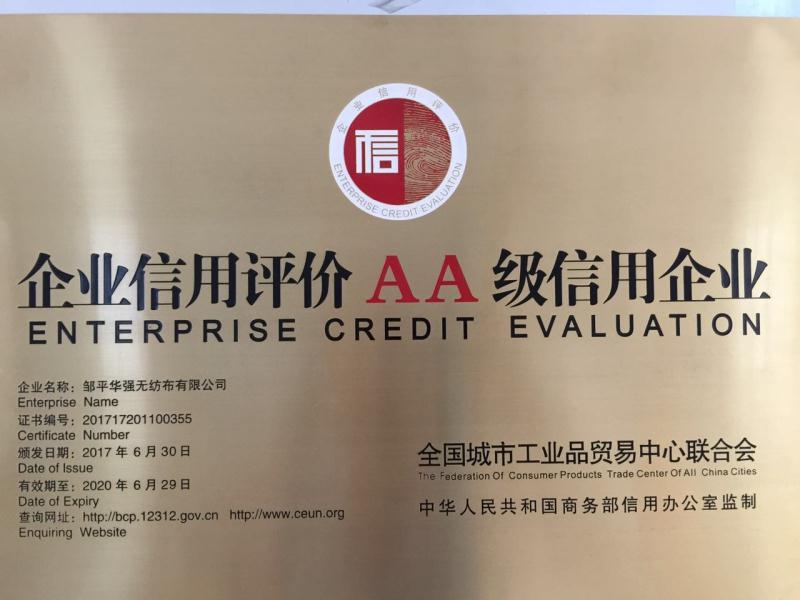 企业信用评价
信
ENTERPRISE CREDIT EVALUATION
企业信用评价 AA 级信用企业
ENTERPRISE CREDIT EVALUATION
企业名称：邹平华强无纺布有限公司
Enterprise Name
证书编号：201717201100355
Certificate Number
颁发日期：2017 年 6 月 30 日
Date of Issue
有效期至：2020 年 6 月 29 日
Date of Expiry
查询网址：http://bcp.12312.gov.cn http://www.ceun.org
Enquiring Website
全国城市工业品贸易中心联合会
The Federation Of Consumer Products Trade Center Of All China Cities
中华人民共和国商务部信用办公室监制